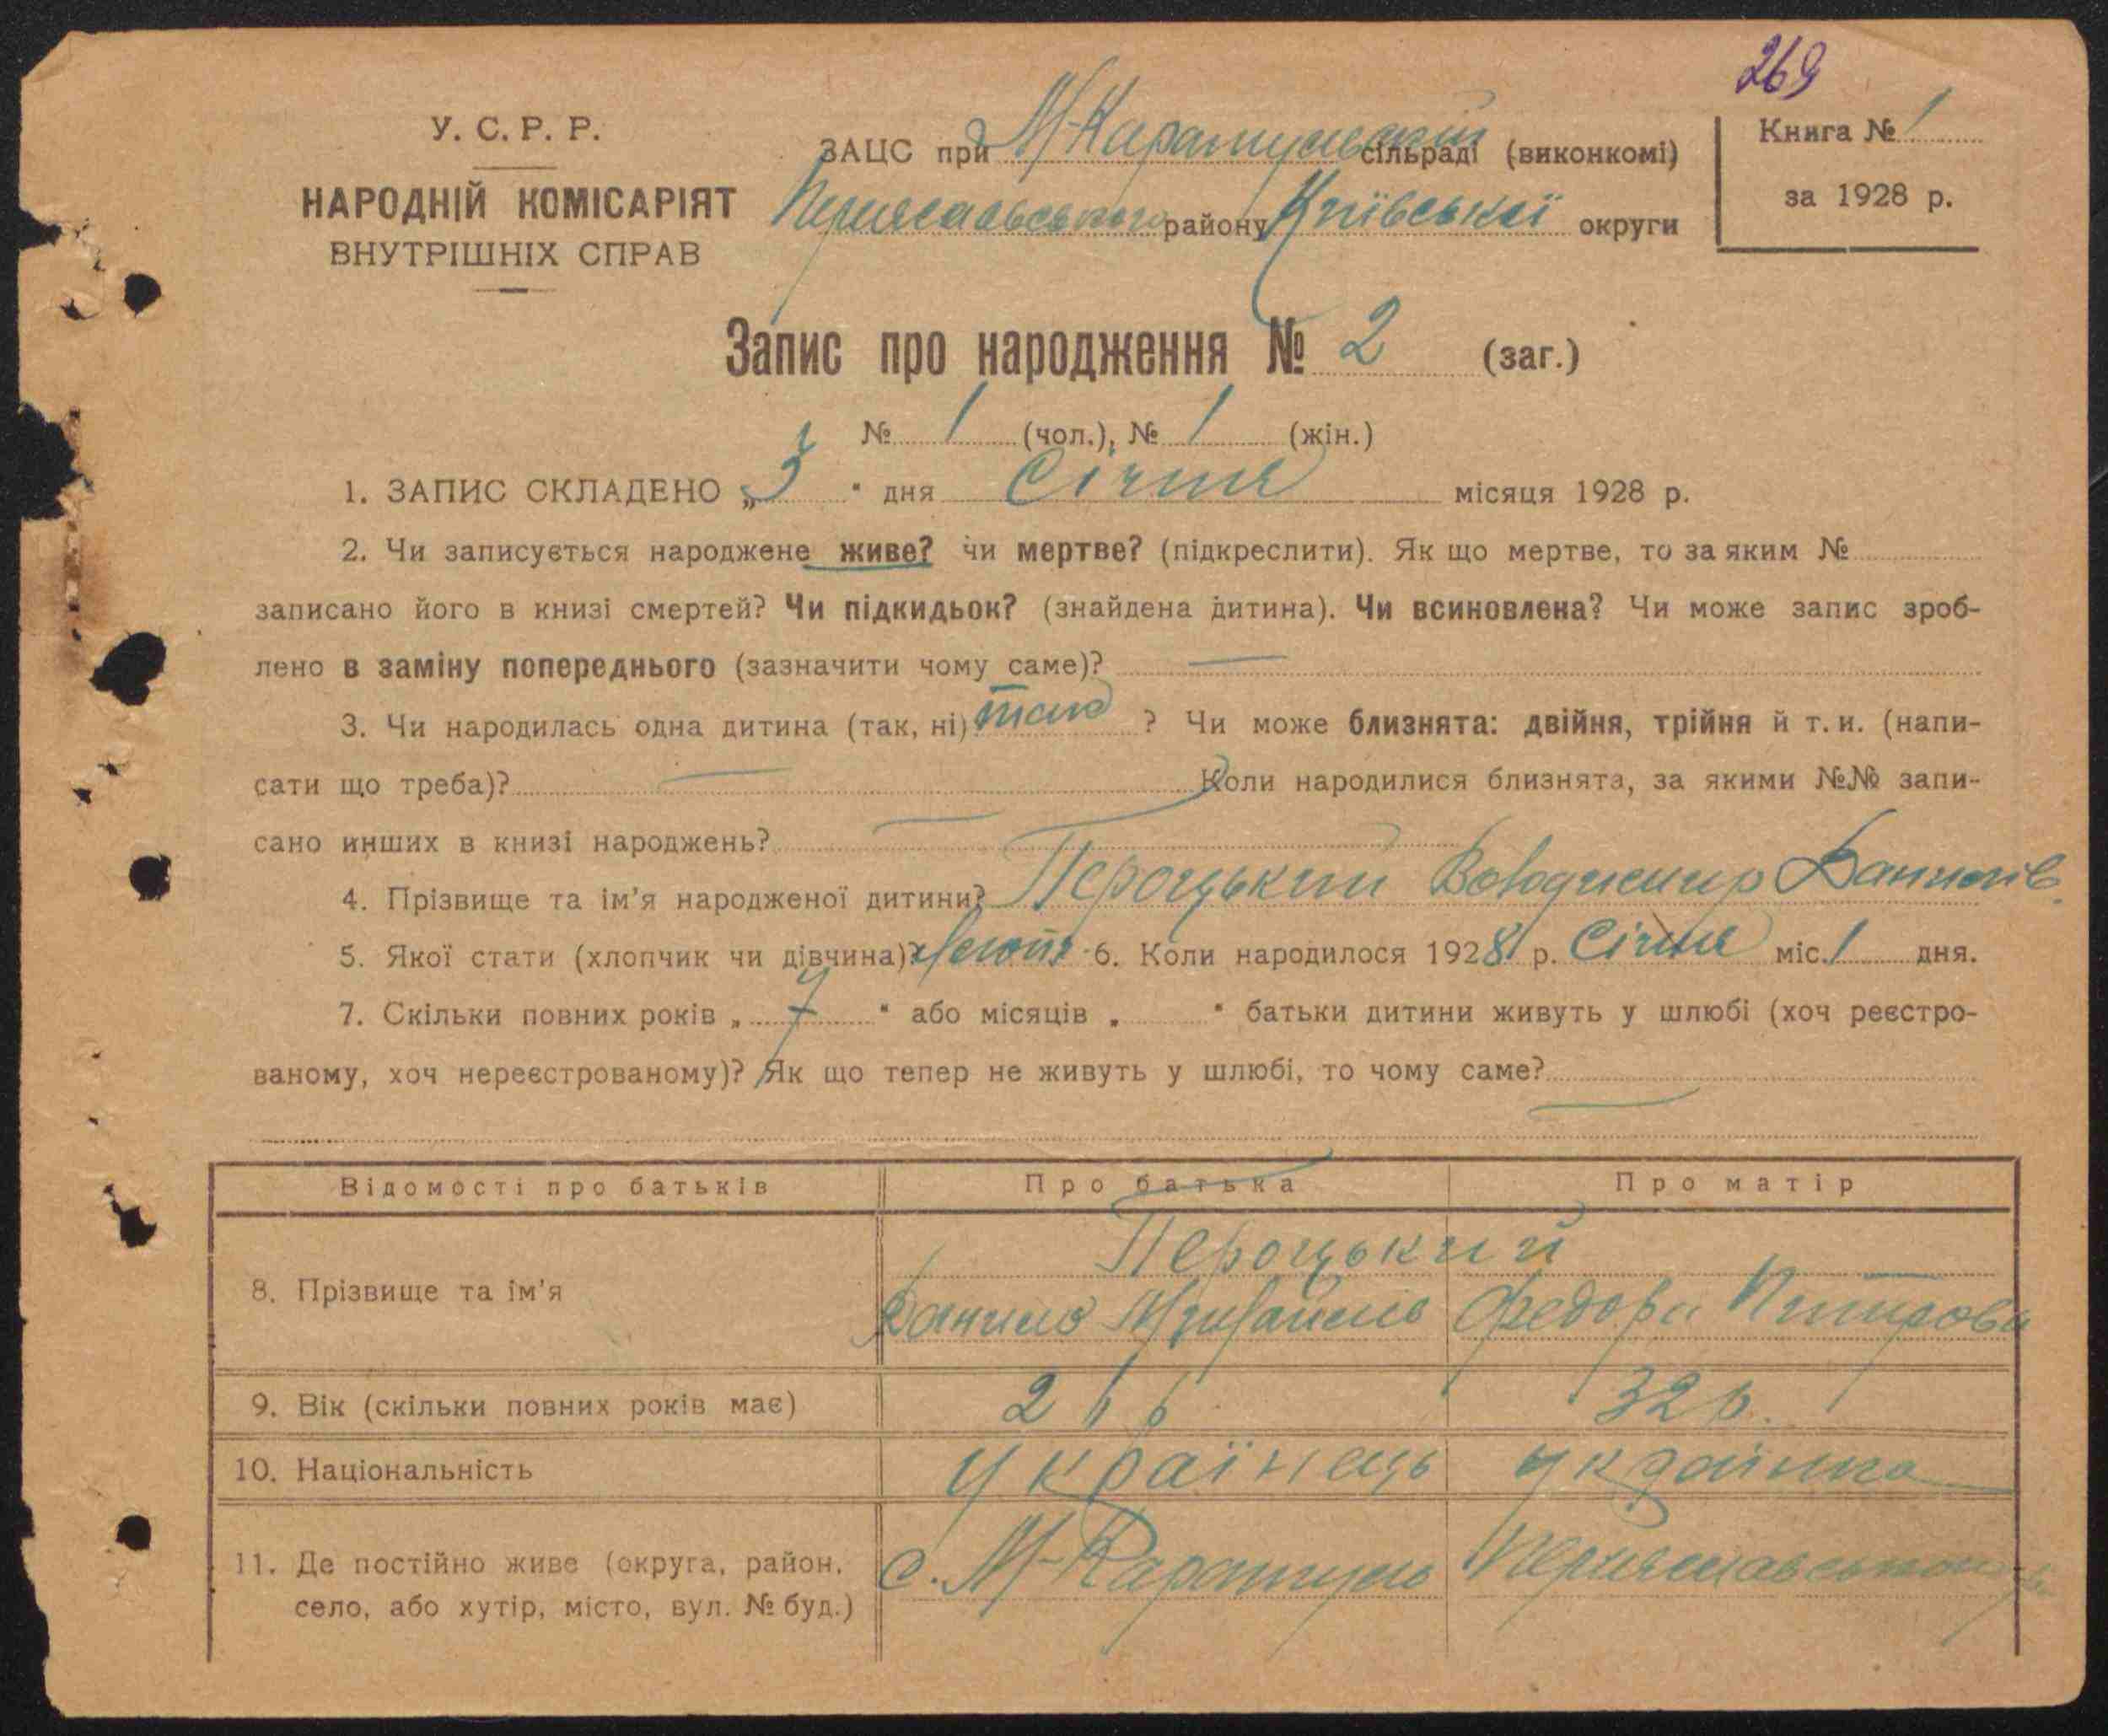 269
У. С. Р. Р.
НАРОДНІЙ КОМІСАРІЯТ
ВНУТРІШНІХ СПРАВ
ЗАЦС при М-Каратульській сільраді (виконкомі)
Переяславського району Київської округи
Книга № 1
за 1928 р.
Запис про народження № 2 (заг.)
№ 1 (чол.), № 1 (жін.)
1. ЗАПИС СКЛАДЕНО „3" дня Січня місяця 1928 р.
2. Чи записується народжене живе? чи мертве? (підкреслити). Як що мертве, то за яким №
записано його в книзі смертей? Чи підкидьок? (знайдена дитина). Чи всиновлена? Чи може запис зроб-
лено в заміну попереднього (зазначити чому саме)? —
3. Чи народилась одна дитина (так, ні) так ? Чи може близнята: двійня, трійня й т. и. (напи-
сати що треба)? — Коли народилися близнята, за якими №№ запи-
сано инших в книзі народжень? —
4. Прізвище та ім'я народженої дитини? Пероцький Володимир Данилів
5. Якої стати (хлопчик чи дівчина)? 6. Коли народилося 1928 р. Січня міс. 1 дня.
7. Скільки повних років „7" або місяців „ " батьки дитини живуть у шлюбі (хоч реєстро-
ваному, хоч нереєстрованому)? Як що тепер не живуть у шлюбі, то чому саме? —
Відомості про батьків Про батька Про матір
8. Прізвище та ім'я Пероцький
Данило Федора
9. Вік (скільки повних років має) 32 р.
10. Національність Українець українка
11. Де постійно живе (округа, район, с. М-Каратуль Переяславського
село, або хутір, місто, вул. № буд.)